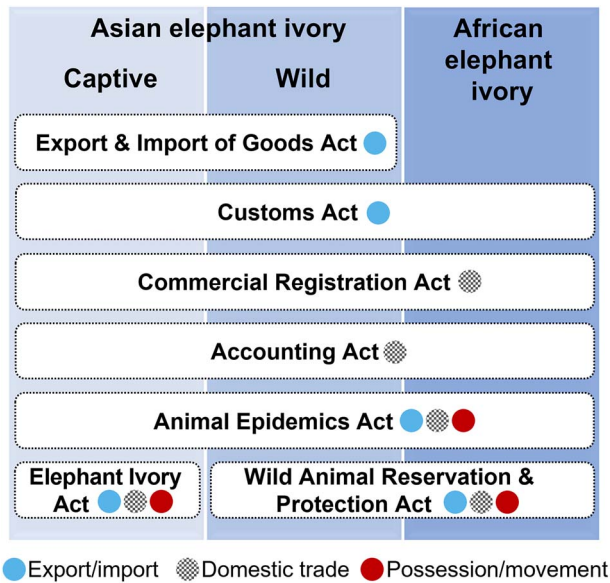 Asian elephant ivory
Captive
Wild
African
elephant
ivory
Export & Import of Goods Act
Customs Act
Commercial Registration Act
Accounting Act
Animal Epidemics Act
Elephant Ivory
Act
Wild Animal Reservation &
Protection Act
Export/import
Domestic trade
Possession/movement